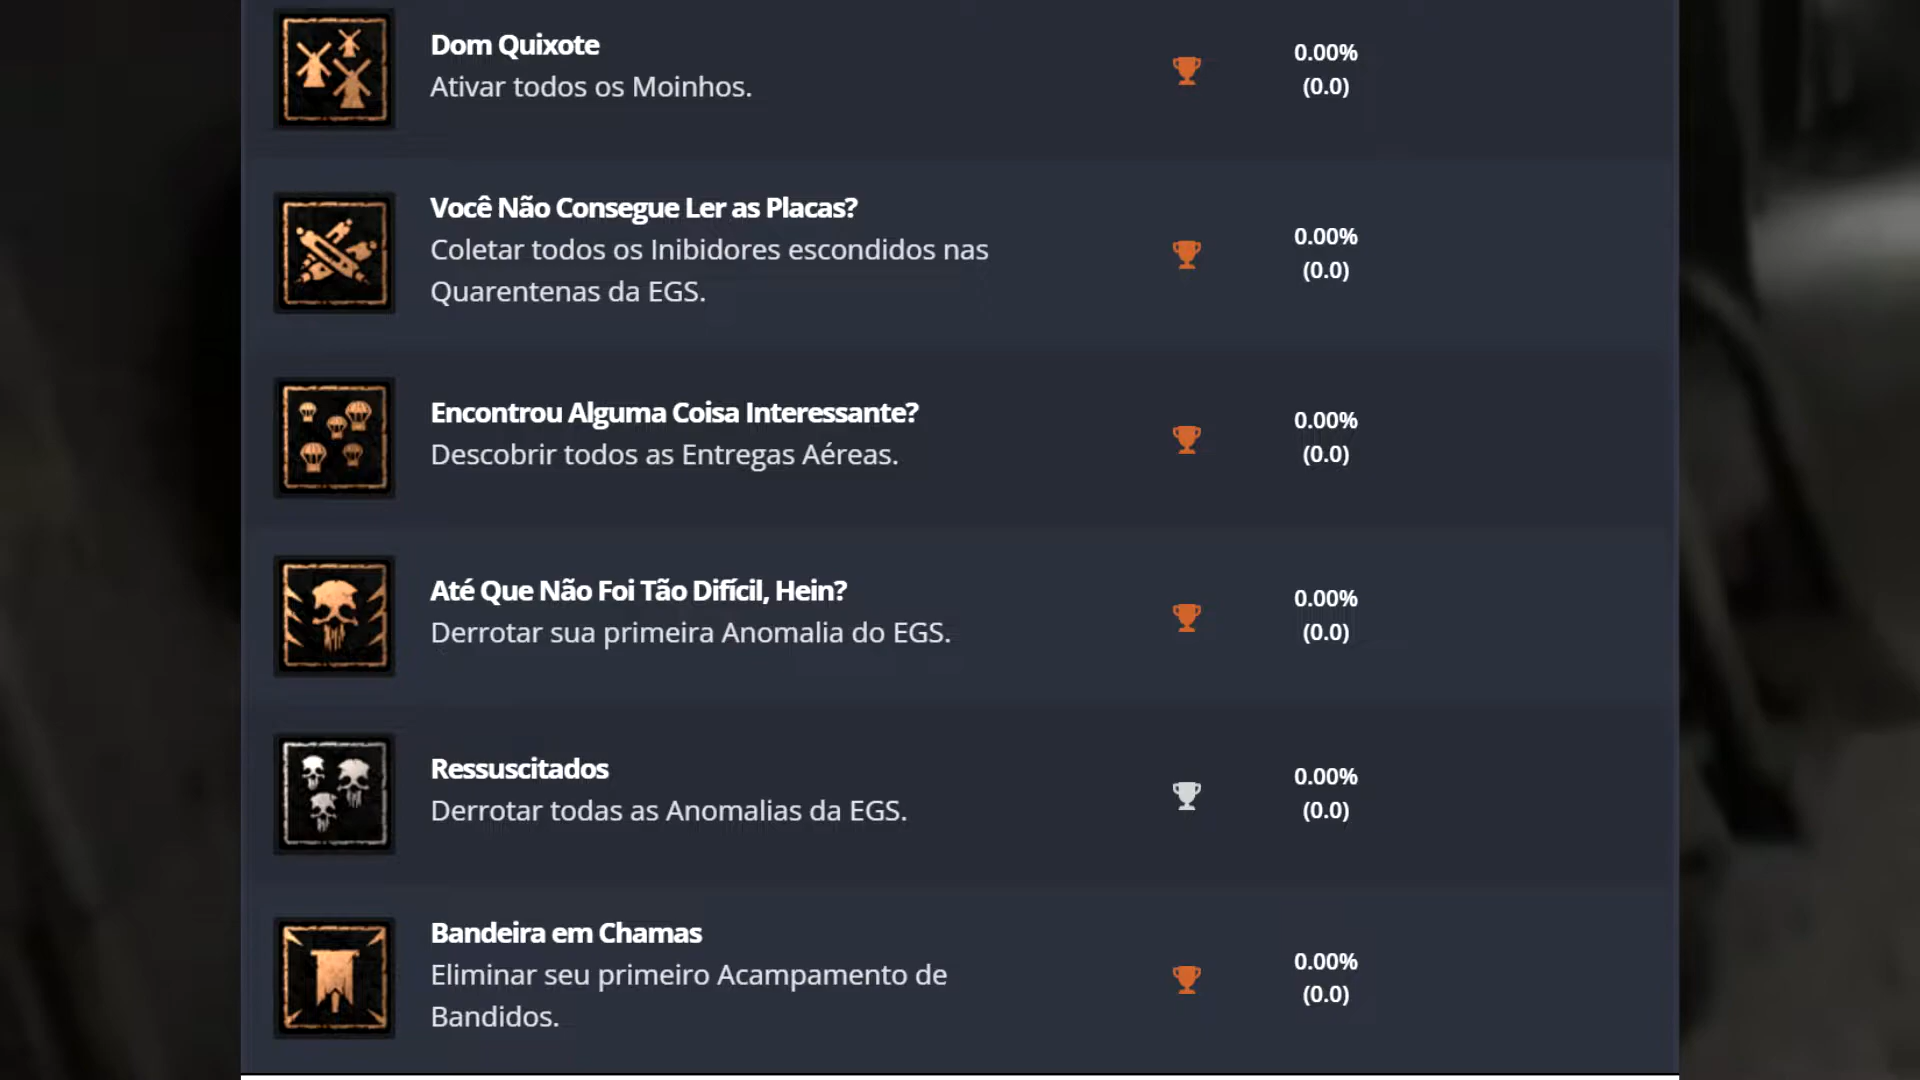 Dom Quixote
Ativar todos os Moinhos.
0.00%
(0.0)
Você Não Consegue Ler as Placas?
Coletar todos os Inibidores escondidos nas
Quarentenas da EGS.
0.00%
(0.0)
Encontrou Alguma Coisa Interessante?
Descobrir todos as Entregas Aéreas.
0.00%
(0.0)
Até Que Não Foi Tão Difícil, Hein?
Derrotar sua primeira Anomalia do EGS.
0.00%
(0.0)
Ressuscitados
Derrotar todas as Anomalias da EGS.
0.00%
(0.0)
Bandeira em Chamas
Eliminar seu primeiro Acampamento de
Bandidos.
0.00%
(0.0)